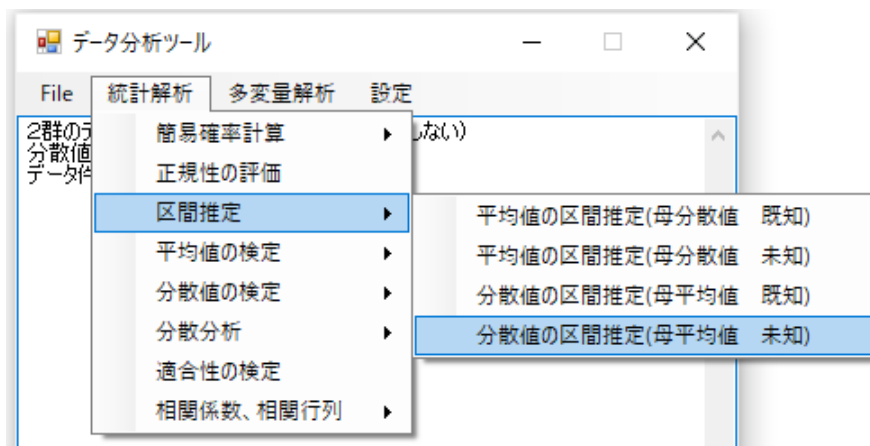 データ分析ツール
File 統計解析 多変量解析 設定
2群の しない)
分散値
データ件
簡易確率計算
正規性の評価
区間推定
平均値の検定
分散値の検定
分散分析
適合性の検定
相関係数、相関行列
平均値の区間推定(母分散値 既知)
平均値の区間推定(母分散値 未知)
分散値の区間推定(母平均値 既知)
分散値の区間推定(母平均値 未知)